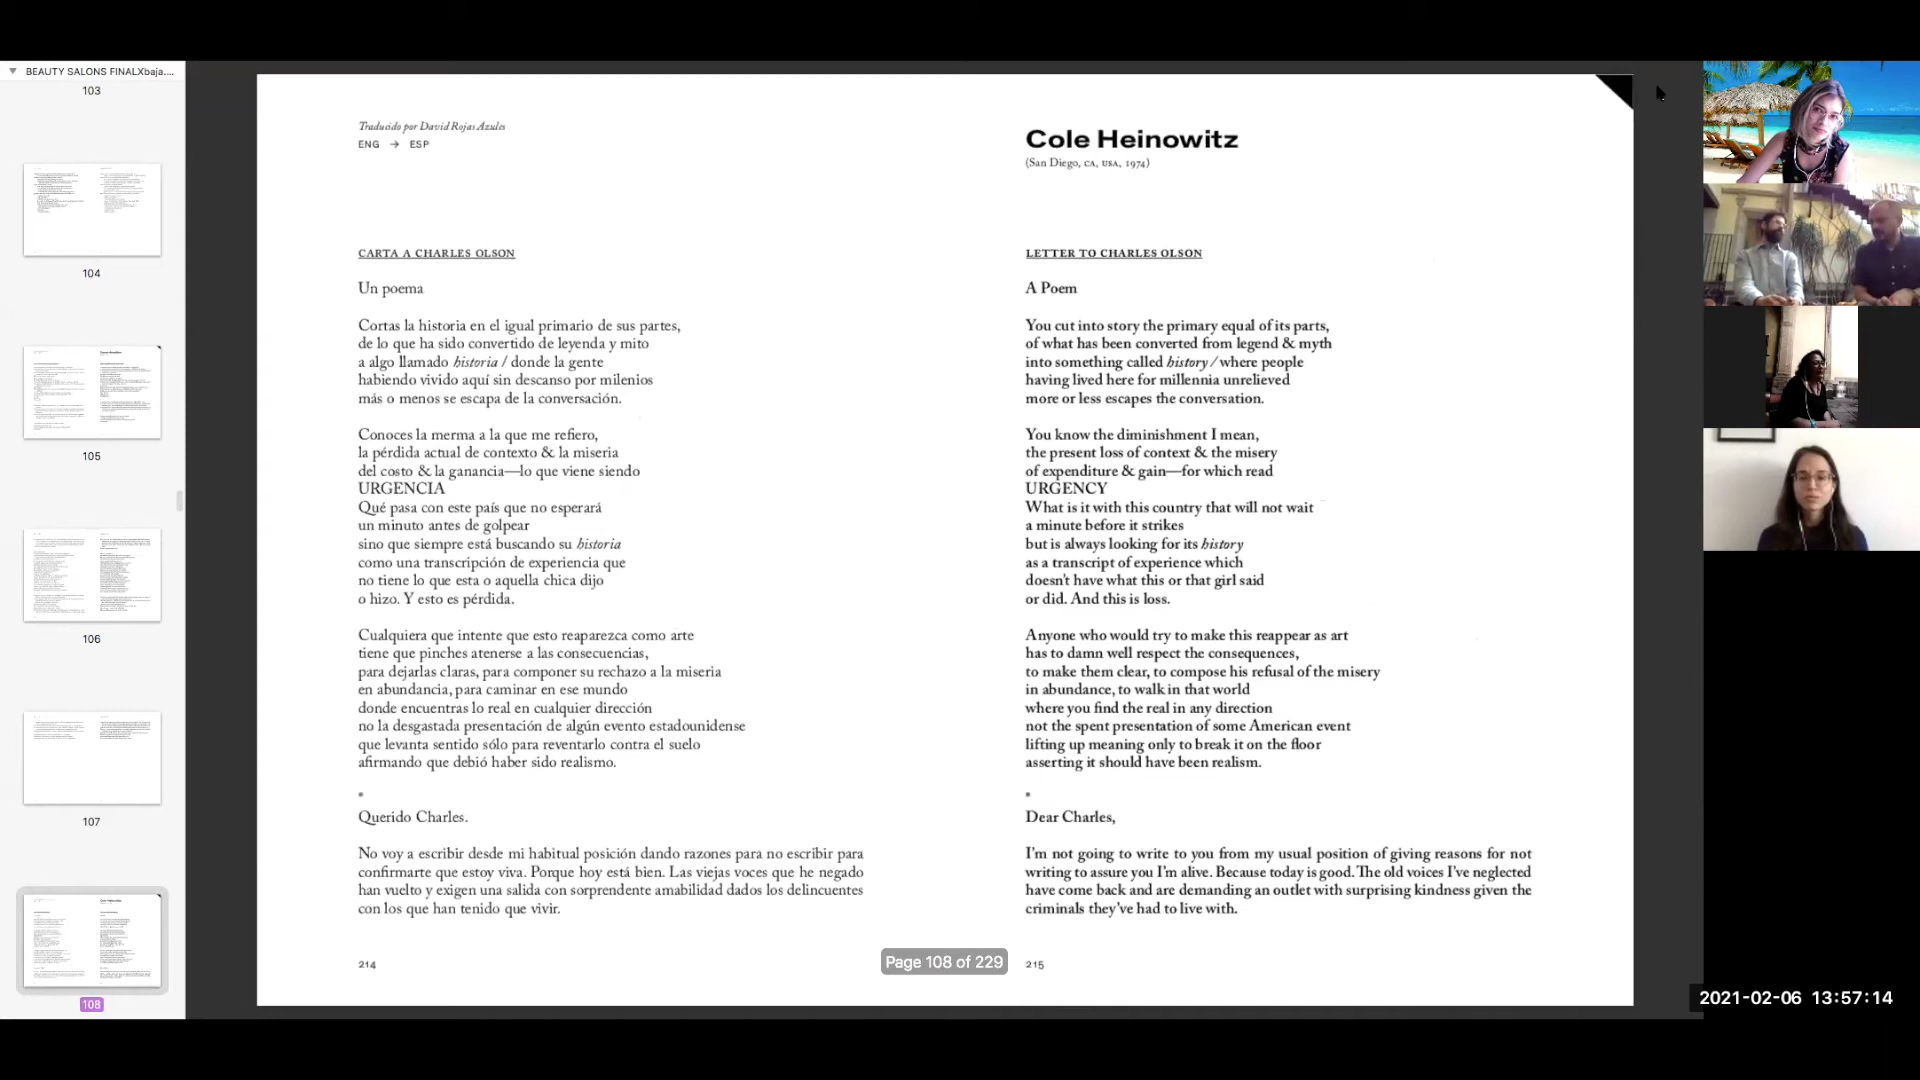 BEAUTY SALONS FINALXbaja....
103
104
105
106
107
108
Traducido por David Rojas Azules
ENG → ESP
CARTA A CHARLES OLSON
Un poema
Cortas la historia en el igual primario de sus partes,
de lo que ha sido convertido de leyenda y mito
a algo llamado historia / donde la gente
habiendo vivido aquí sin descanso por milenios
más o menos se escapa de la conversación.
Conoces la merma a la que me refiero,
la pérdida actual de contexto & la miseria
del costo & la ganancia—lo que viene siendo
URGENCIA
Qué pasa con este país que no esperará
un minuto antes de golpear
sino que siempre está buscando su historia
como una transcripción de experiencia que
no tiene lo que esta o aquella chica dijo
o hizo. Y esto es pérdida.
Cualquiera que intente que esto reaparezca como arte
tiene que pinches atenerse a las consecuencias,
para dejarlas claras, para componer su rechazo a la miseria
en abundancia, para caminar en ese mundo
donde encuentras lo real en cualquier dirección
no la desgastada presentación de algún evento estadounidense
que levanta sentido sólo para reventarlo contra el suelo
afirmando que debió haber sido realismo.
*
Querido Charles.
No voy a escribir desde mi habitual posición dando razones para no escribir para
confirmarte que estoy viva. Porque hoy está bien. Las viejas voces que he negado
han vuelto y exigen una salida con sorprendente amabilidad dados los delincuentes
con los que han tenido que vivir.
214
Cole Heinowitz
(San Diego, CA, USA, 1974)
LETTER TO CHARLES OLSON
A Poem
You cut into story the primary equal of its parts,
of what has been converted from legend & myth
into something called history / where people
having lived here for millennia unrelieved
more or less escapes the conversation.
You know the diminishment I mean,
the present loss of context & the misery
of expenditure & gain—for which read
URGENCY
What is it with this country that will not wait
a minute before it strikes
but is always looking for its history
as a transcript of experience which
doesn't have what this or that girl said
or did. And this is loss.
Anyone who would try to make this reappear as art
has to damn well respect the consequences,
to make them clear, to compose his refusal of the misery
in abundance, to walk in that world
where you find the real in any direction
not the spent presentation of some American event
lifting up meaning only to break it on the floor
asserting it should have been realism.
*
Dear Charles,
I'm not going to write to you from my usual position of giving reasons for not
writing to assure you I'm alive. Because today is good. The old voices I've neglected
have come back and are demanding an outlet with surprising kindness given the
criminals they've had to live with.
215
Page 108 of 229
2021-02-06 13:57:14